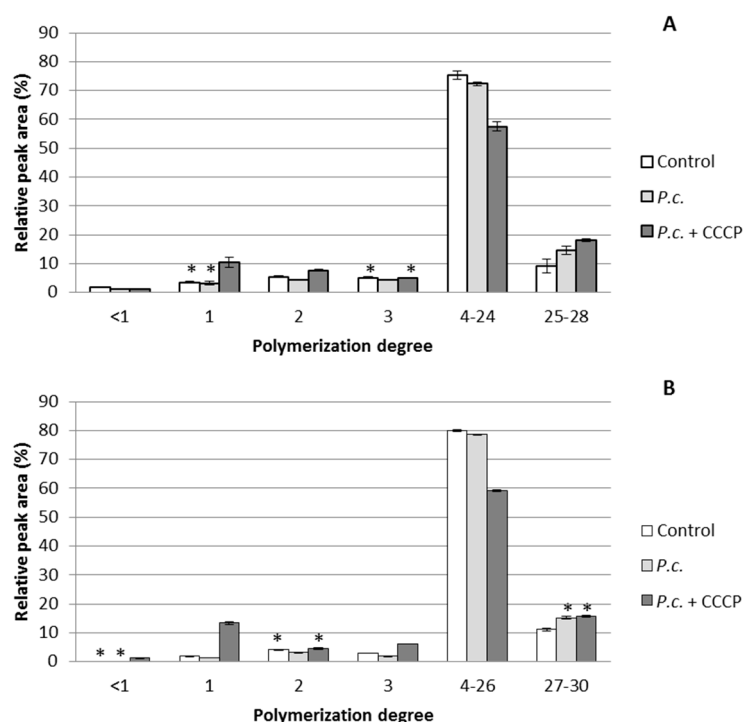 A
Relative peak area (%)
90
80
70
60
50
40
30
20
10
0
* * * *
<1 1 2 3 4-24 25-28
Polymerization degree
Control
P.c.
P.c. + CCCP
B
Relative peak area (%)
90
80
70
60
50
40
30
20
10
0
* * * * * *
<1 1 2 3 4-26 27-30
Polymerization degree
Control
P.c.
P.c. + CCCP